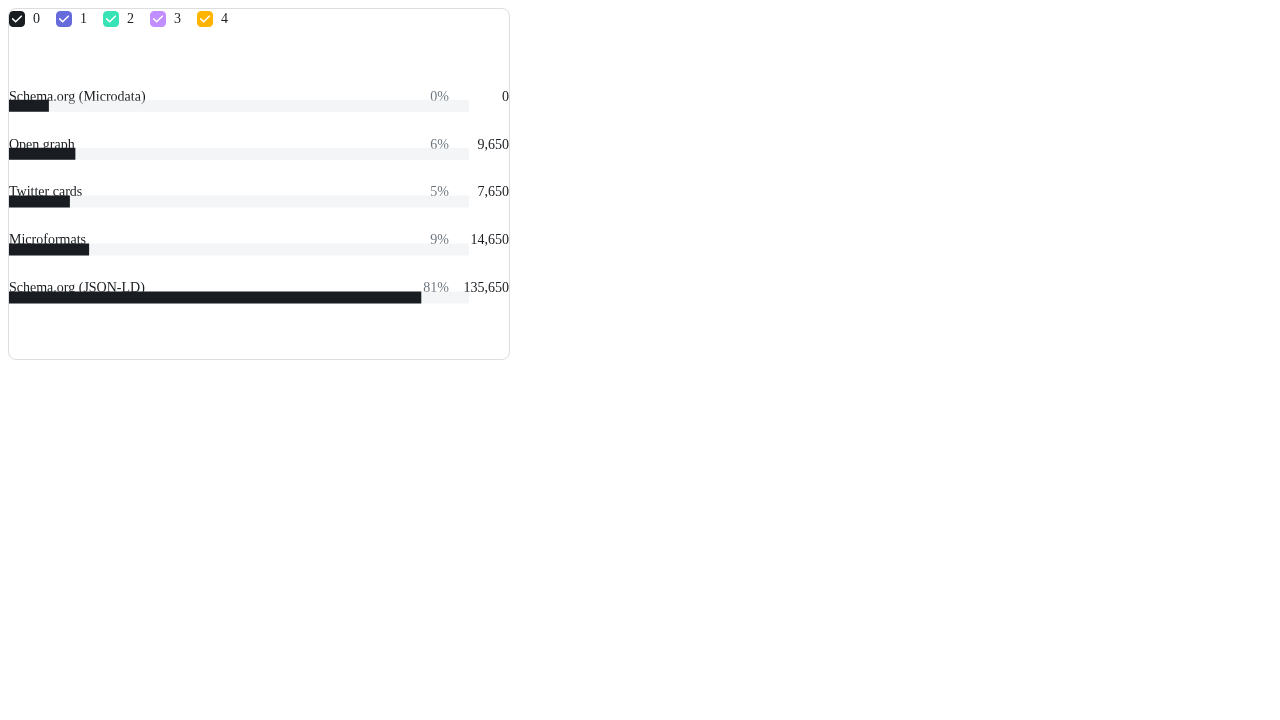 0 1 2 3 4
Schema.org (Microdata) 0% 0
Open graph 6% 9,650
Twitter cards 5% 7,650
Microformats 9% 14,650
Schema.org (JSON-LD) 81% 135,650